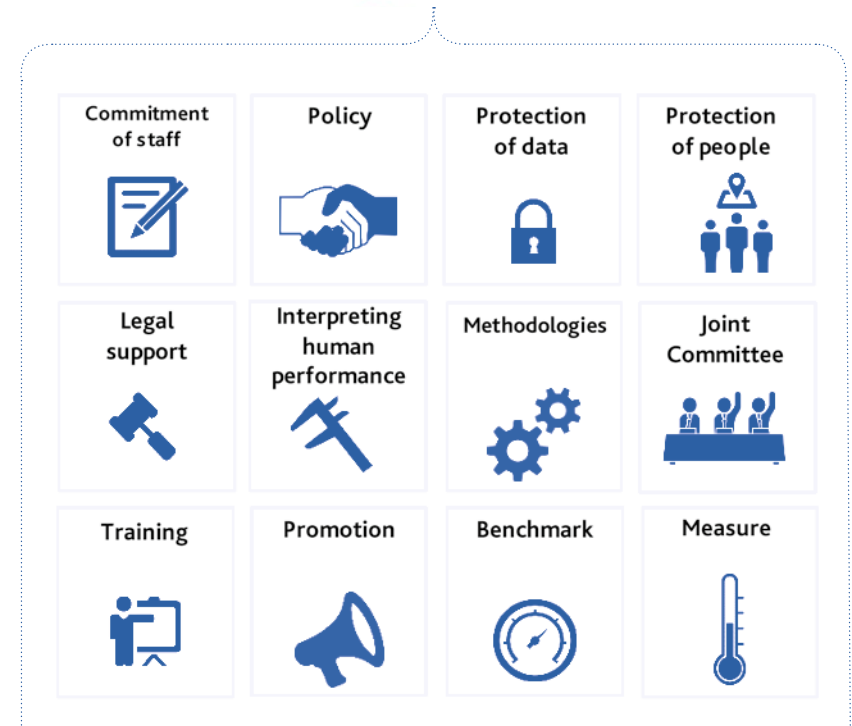 Commitment
of staff
Policy
Protection
of data
Protection
of people
Legal
support
Interpreting
human
performance
Methodologies
Joint
Committee
Training
Promotion
Benchmark
Measure